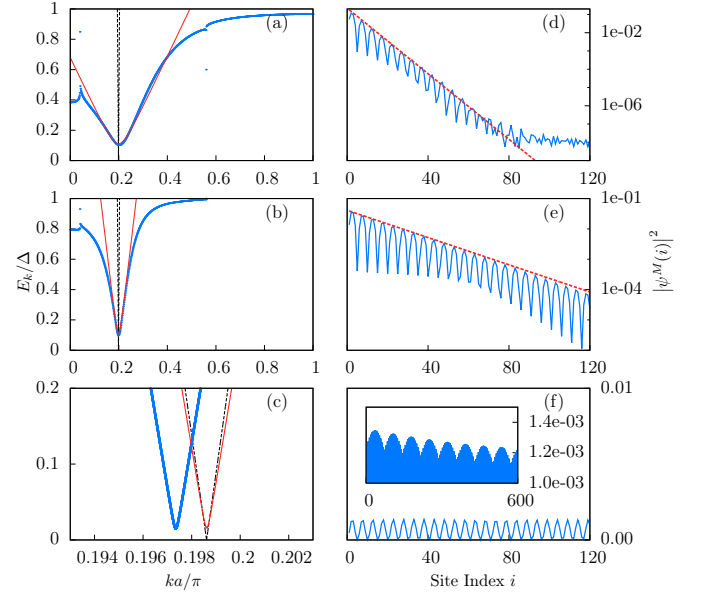 1
0.8
0.6
0.4
0.2
0
(a)
0 0.2 0.4 0.6 0.8 1
(d)
1e-02
1e-06
0 40 80 120
1
0.8
0.6
0.4
0.2
0
(b)
0 0.2 0.4 0.6 0.8 1
E_k/Δ
(e)
1e-01
1e-04
0 40 80 120
|ψ^M(i)|^2
0.2
0.1
0
(c)
0.194 0.196 0.198 0.2 0.202
ka/π
(f)
0.01
0.00
1.4e-03
1.2e-03
1.0e-03
0 600
0 40 80 120
Site Index i